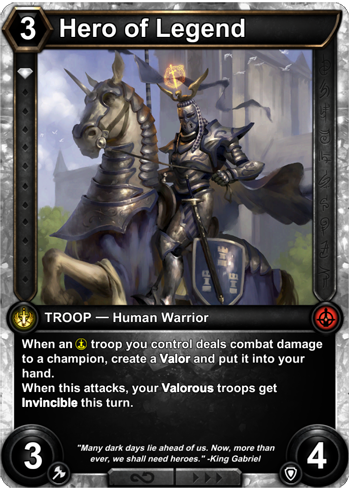 3 Hero of Legend
TROOP — Human Warrior
When an troop you control deals combat damage
to a champion, create a Valor and put it into your
hand.
When this attacks, your Valorous troops get
Invincible this turn.
"Many dark days lie ahead of us. Now, more than
ever, we shall need heroes." -King Gabriel
3
4